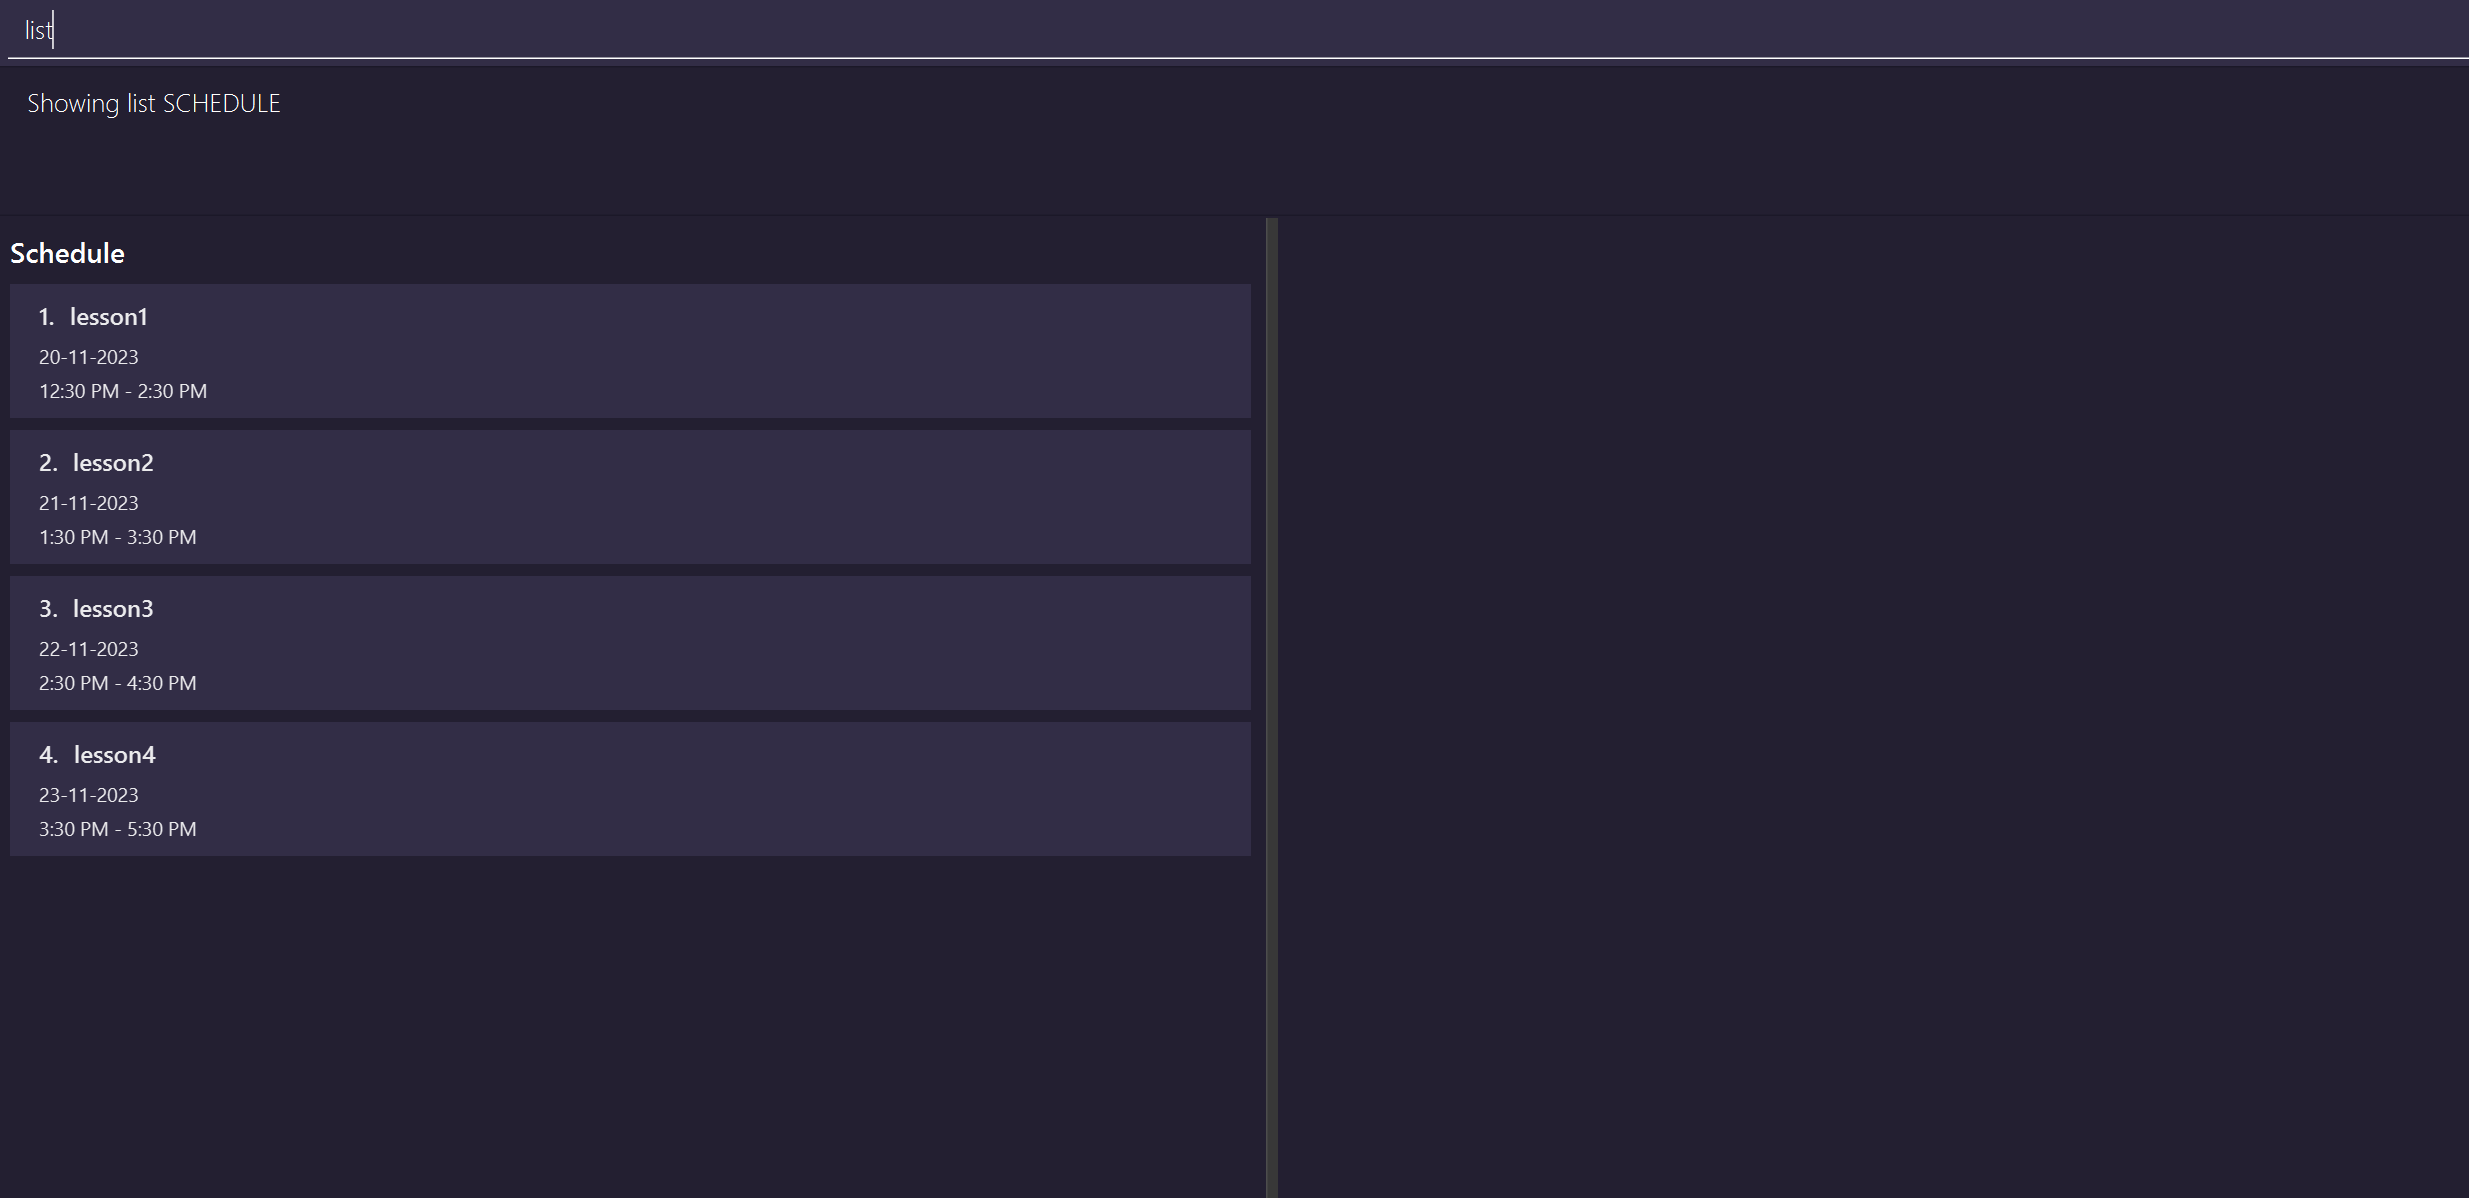 list
Showing list SCHEDULE
Schedule
1. lesson1
20-11-2023
12:30 PM - 2:30 PM
2. lesson2
21-11-2023
1:30 PM - 3:30 PM
3. lesson3
22-11-2023
2:30 PM - 4:30 PM
4. lesson4
23-11-2023
3:30 PM - 5:30 PM